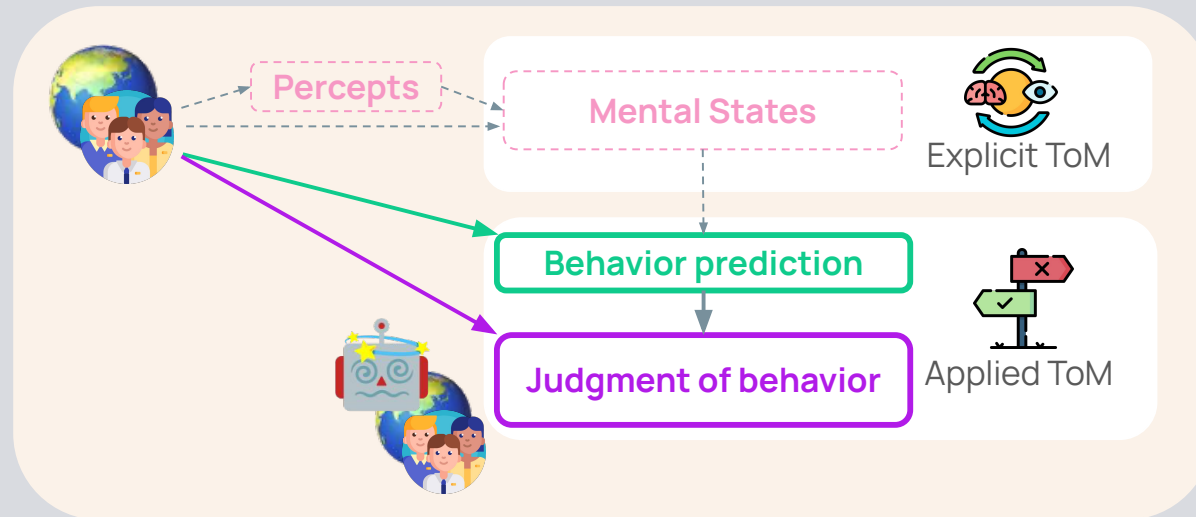 Percepts
Mental States
Explicit ToM
Behavior prediction
Judgment of behavior
Applied ToM